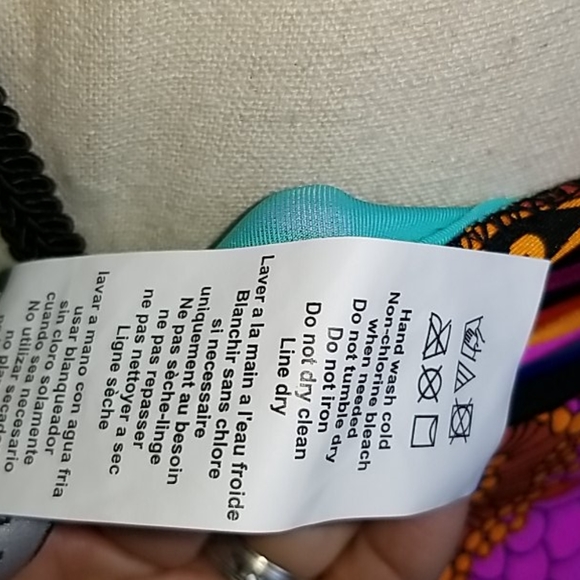 Hand wash cold
Non-chlorine bleach
when needed
Do not tumble dry
Do not iron
Do not dry clean
Line dry
Laver a la main a l'eau froide
Blanchir sans chlore
si necessaire
uniquement au besoin
Ne pas sèche-linge
ne pas repasser
ne pas nettoyer a sec
Ligne sèche
lavar a mano con agua fria
usar blanqueador
sin cloro solamente
cuando sea necesario
No utilizar secadora
no